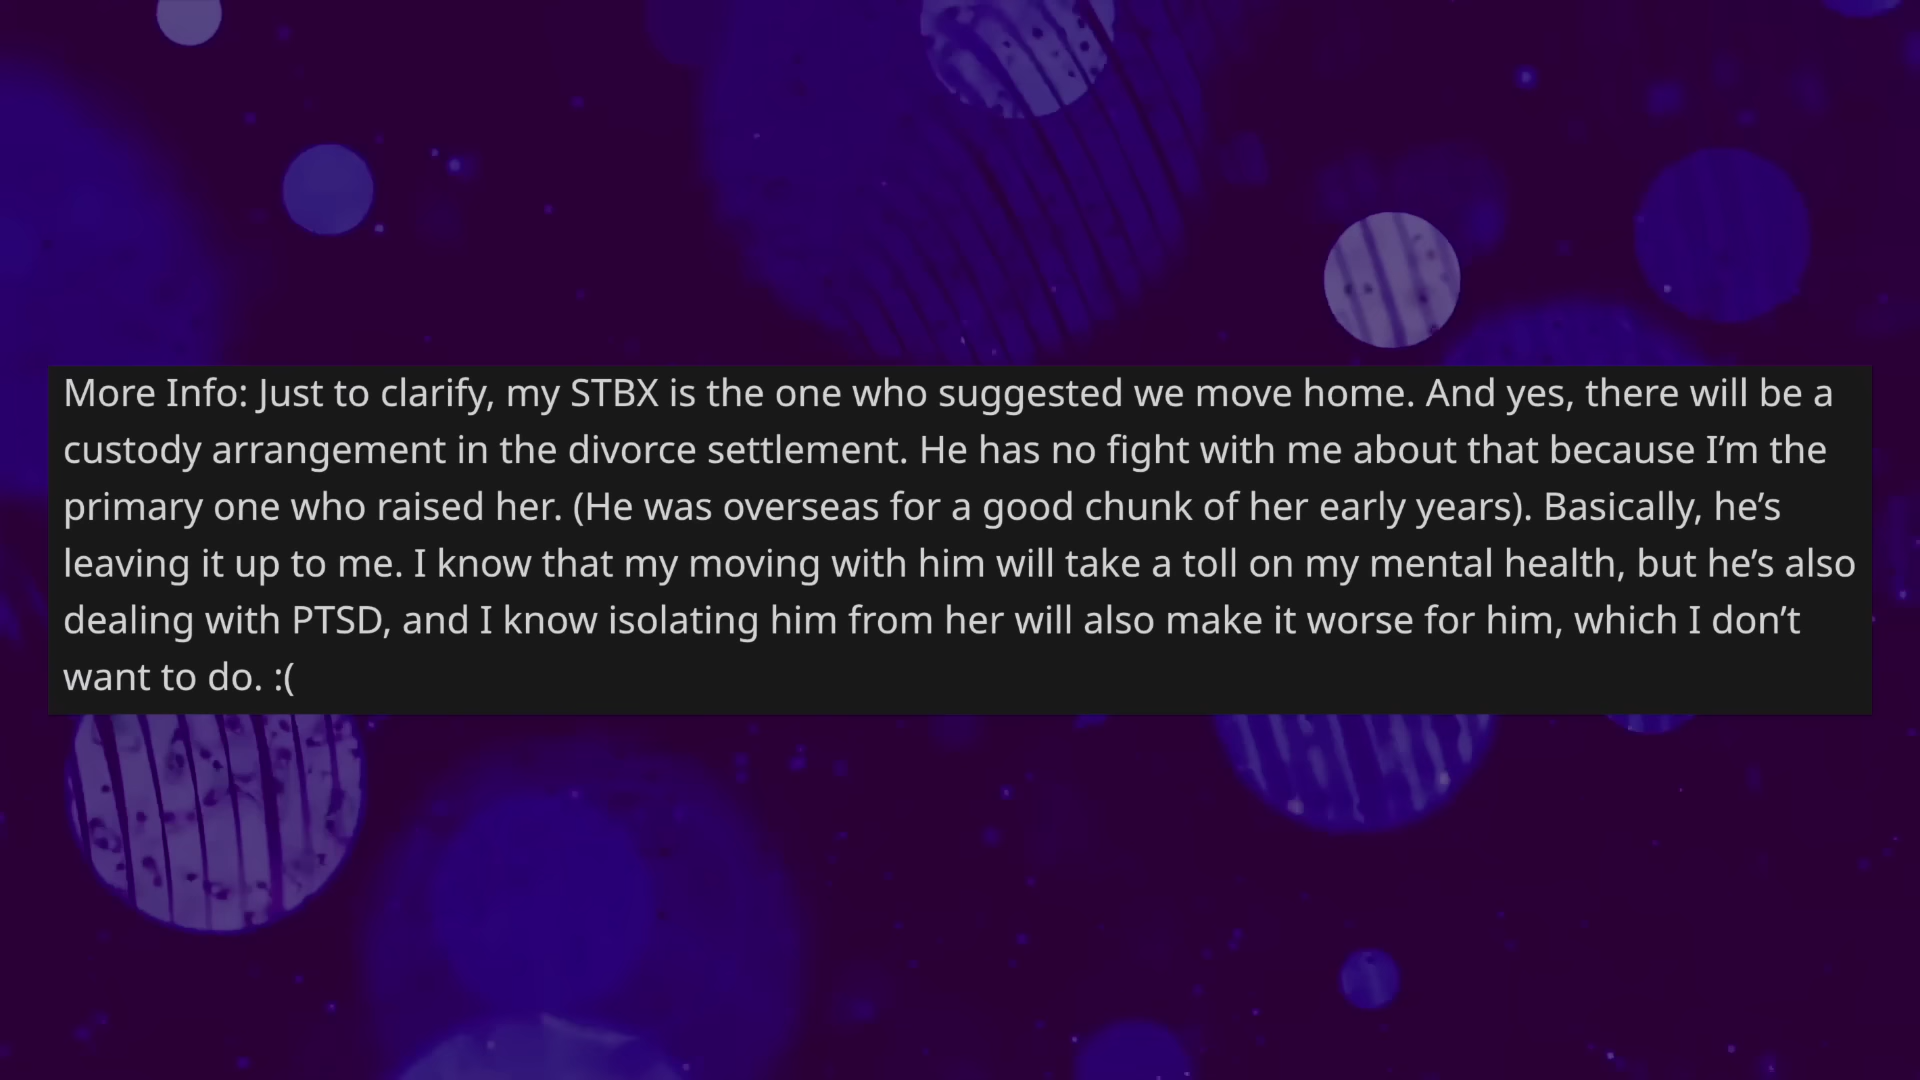 More Info: Just to clarify, my STBX is the one who suggested we move home. And yes, there will be a
custody arrangement in the divorce settlement. He has no fight with me about that because I’m the
primary one who raised her. (He was overseas for a good chunk of her early years). Basically, he’s
leaving it up to me. I know that my moving with him will take a toll on my mental health, but he’s also
dealing with PTSD, and I know isolating him from her will also make it worse for him, which I don’t
want to do. :(